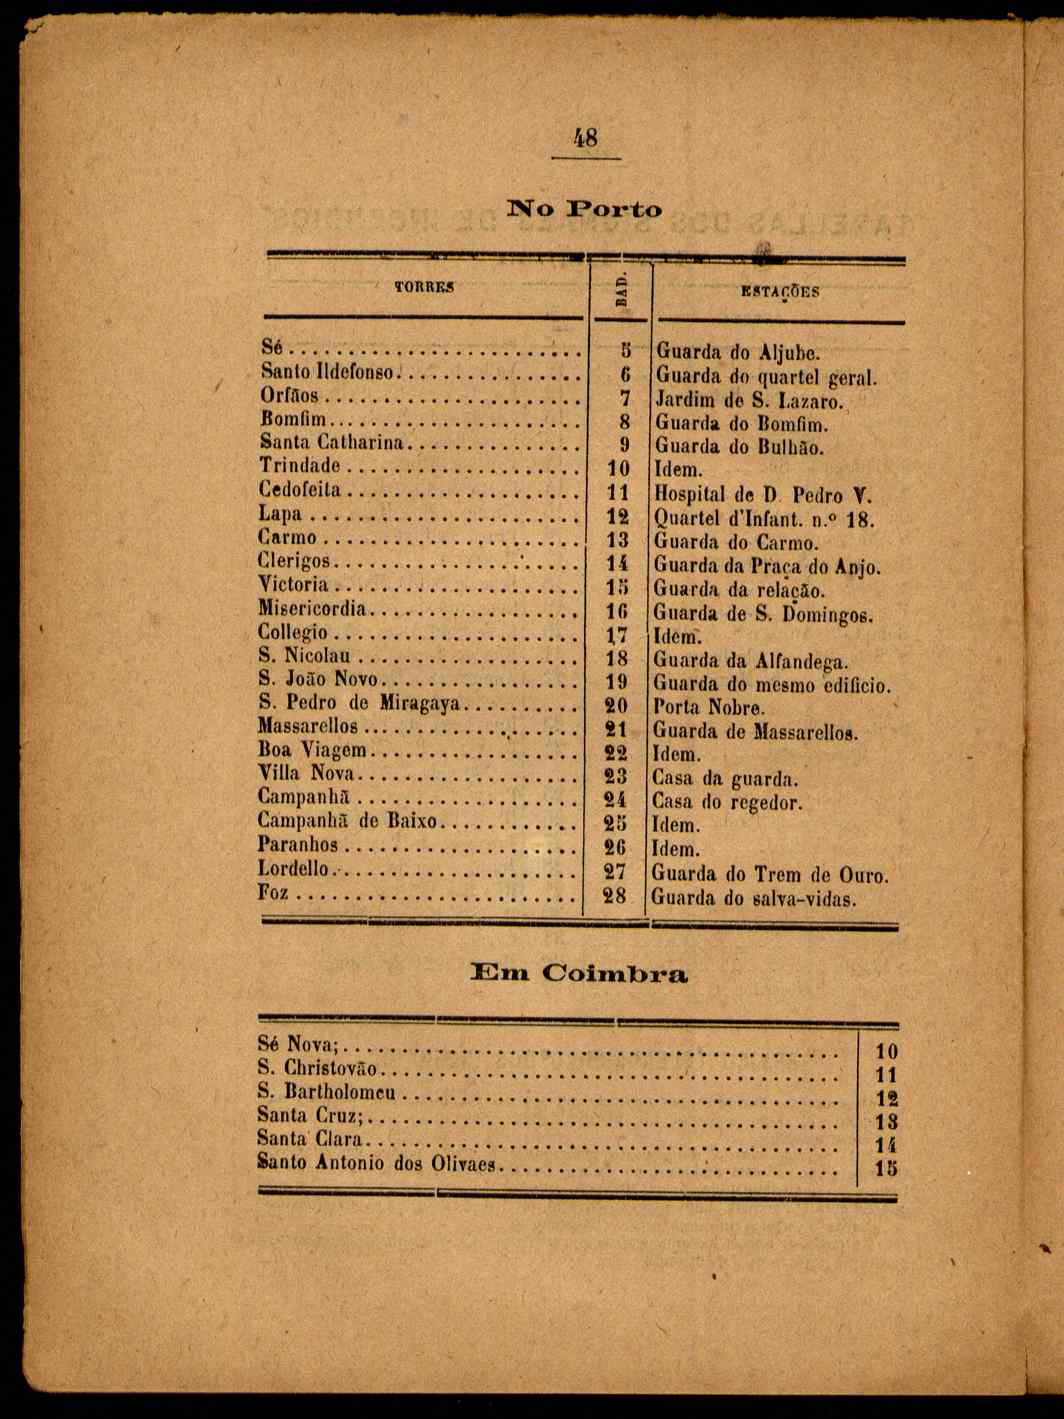 48
No Porto
TORRES BAD. ESTAÇÕES
Sé........................ 5 Guarda do Aljube.
Santo Ildefonso................ 6 Guarda do quartel geral.
Orfãos...................... 7 Jardim de S. Lazaro.
Bomfim..................... 8 Guarda do Bomfim.
Santa Catharina............... 9 Guarda do Bulhão.
Trindade.................... 10 Idem.
Cedofeita.................... 11 Hospital de D. Pedro V.
Lapa....................... 12 Quartel d'Infant. n.º 18.
Carmo...................... 13 Guarda do Carmo.
Clerigos..................... 14 Guarda da Praça do Anjo.
Victoria..................... 15 Guarda da relação.
Misericordia.................. 16 Guarda de S. Domingos.
Collegio..................... 17 Idem.
S. Nicolau................... 18 Guarda da Alfandega.
S. João Novo................. 19 Guarda do mesmo edificio.
S. Pedro de Miragaya.......... 20 Porta Nobre.
Massarellos.................. 21 Guarda de Massarellos.
Boa Viagem.................. 22 Idem.
Villa Nova................... 23 Casa da guarda.
Campanhã................... 24 Casa do regedor.
Campanhã de Baixo............ 25 Idem.
Paranhos.................... 26 Idem.
Lordello..................... 27 Guarda do Trem de Ouro.
Foz........................ 28 Guarda do salva-vidas.
Em Coimbra
Sé Nova;.......................................... 10
S. Christovão....................................... 11
S. Bartholomeu..................................... 12
Santa Cruz;........................................ 13
Santa Clara........................................ 14
Santo Antonio dos Olivaes............................. 15